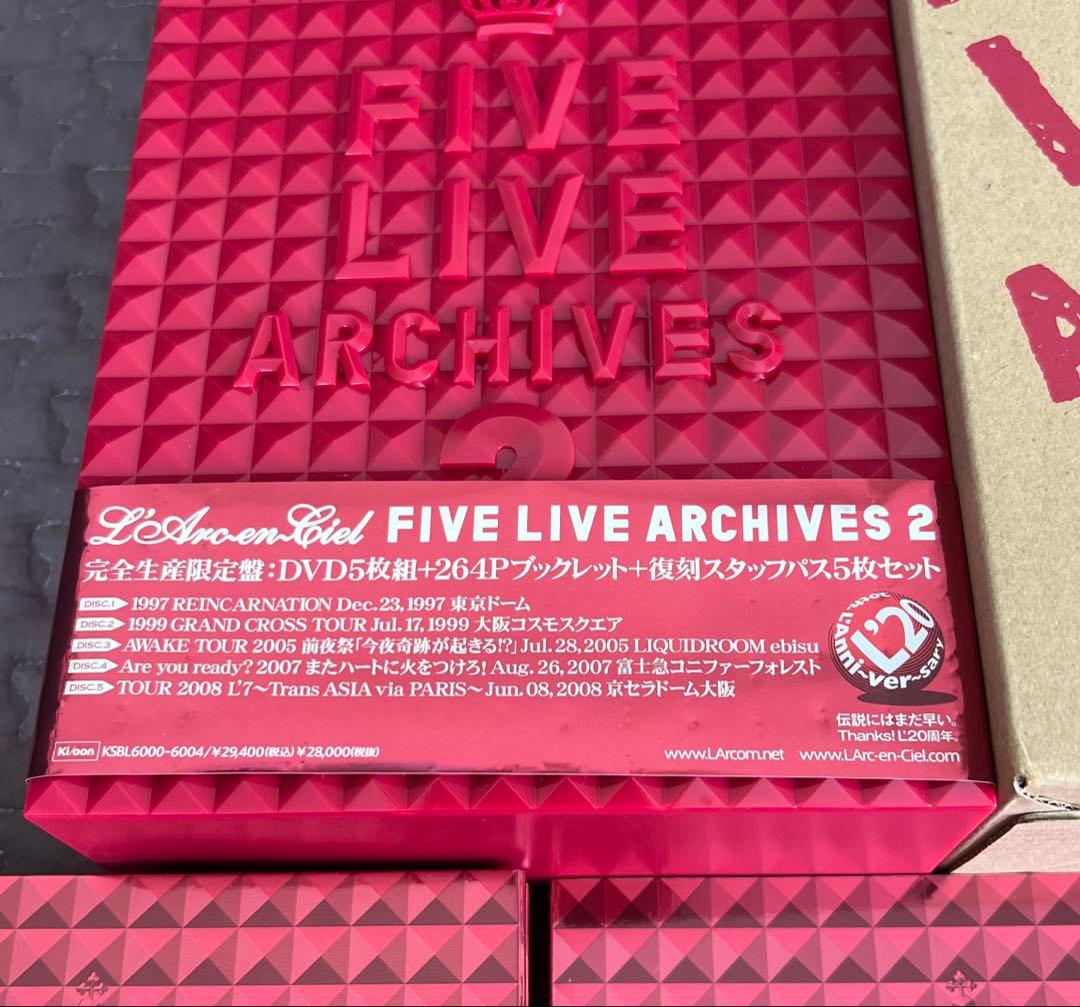 FIVE
LIVE
ARCHIVES
2
L'Arc~en~Ciel FIVE LIVE ARCHIVES 2
完全生産限定盤:DVD5枚組+264Pブックレット+復刻スタッフパス5枚セット
DISC.1 1997 REINCARNATION Dec.23,1997 東京ドーム
DISC.2 1999 GRAND CROSS TOUR Jul.17,1999 大阪コスモスクエア
DISC.3 AWAKE TOUR 2005 前夜祭「今夜奇跡が起きる!?」Jul.28,2005 LIQUIDROOM ebisu
DISC.4 Are you ready? 2007 またハートに火をつけろ! Aug.26,2007 富士急コニファーフォレスト
DISC.5 TOUR 2008 L'7~Trans ASIA via PARIS~ Jun.08,2008 京セラドーム大阪
20th L'Anni~ver~sary
L'20
伝説にはまだ早い。
Thanks! L'20周年。
Ki/oon KSBL6000-6004/¥29,400(税込)¥28,000(税抜)
www.LArcom.net www.LArc-en-Ciel.com